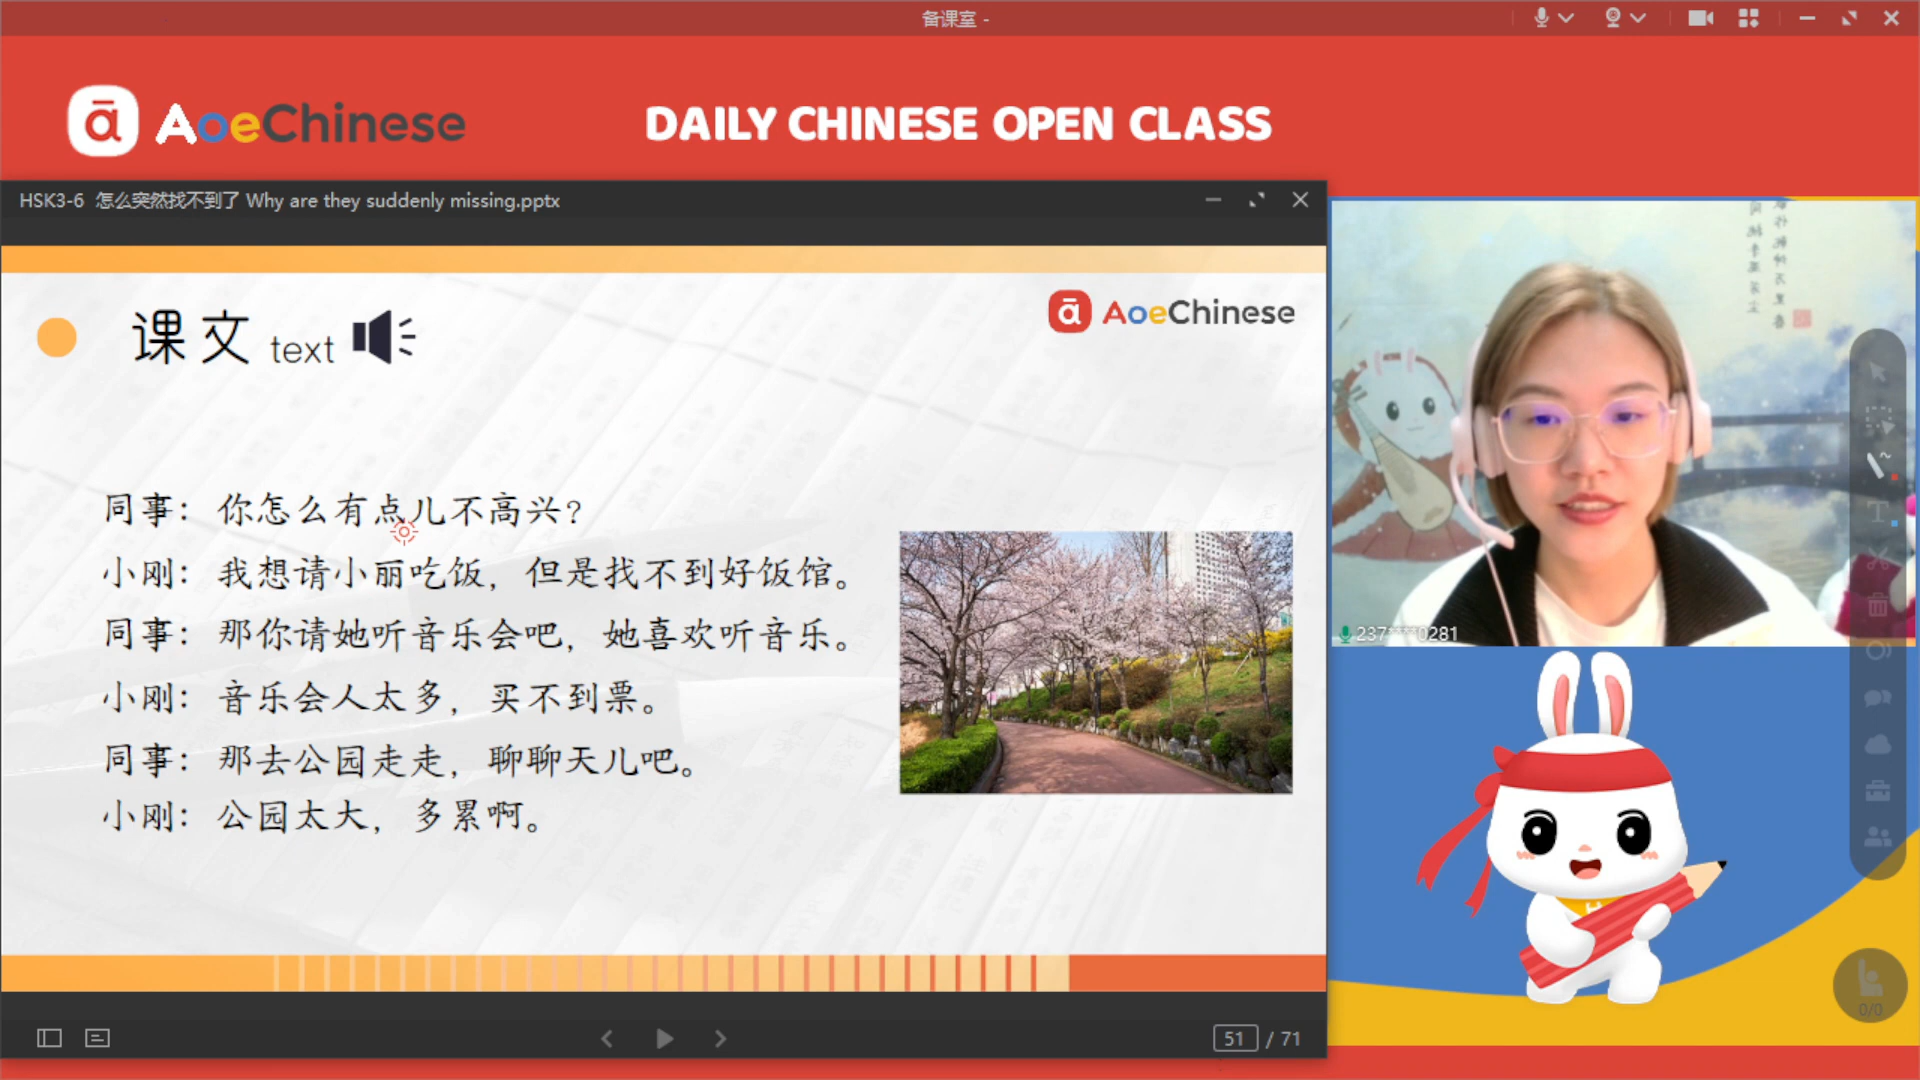 备课室 -
ā AoeChinese
DAILY CHINESE OPEN CLASS
HSK3-6 怎么突然找不到了 Why are they suddenly missing.pptx
课文 text
ā AoeChinese
同事：你怎么有点儿不高兴？
小刚：我想请小丽吃饭，但是找不到好饭馆。
同事：那你请她听音乐会吧，她喜欢听音乐。
小刚：音乐会人太多，买不到票。
同事：那去公园走走，聊聊天儿吧。
小刚：公园太大，多累啊。
237****0281
51 / 71
0/0